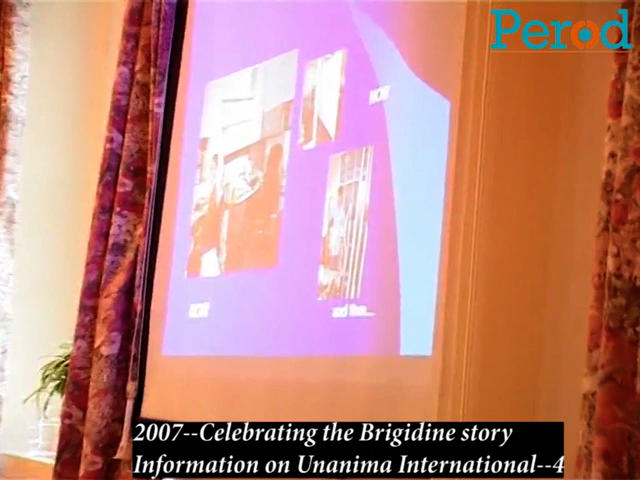 Perod
NOW
NOW
and then...
2007--Celebrating the Brigidine story
Information on Unanima International--4